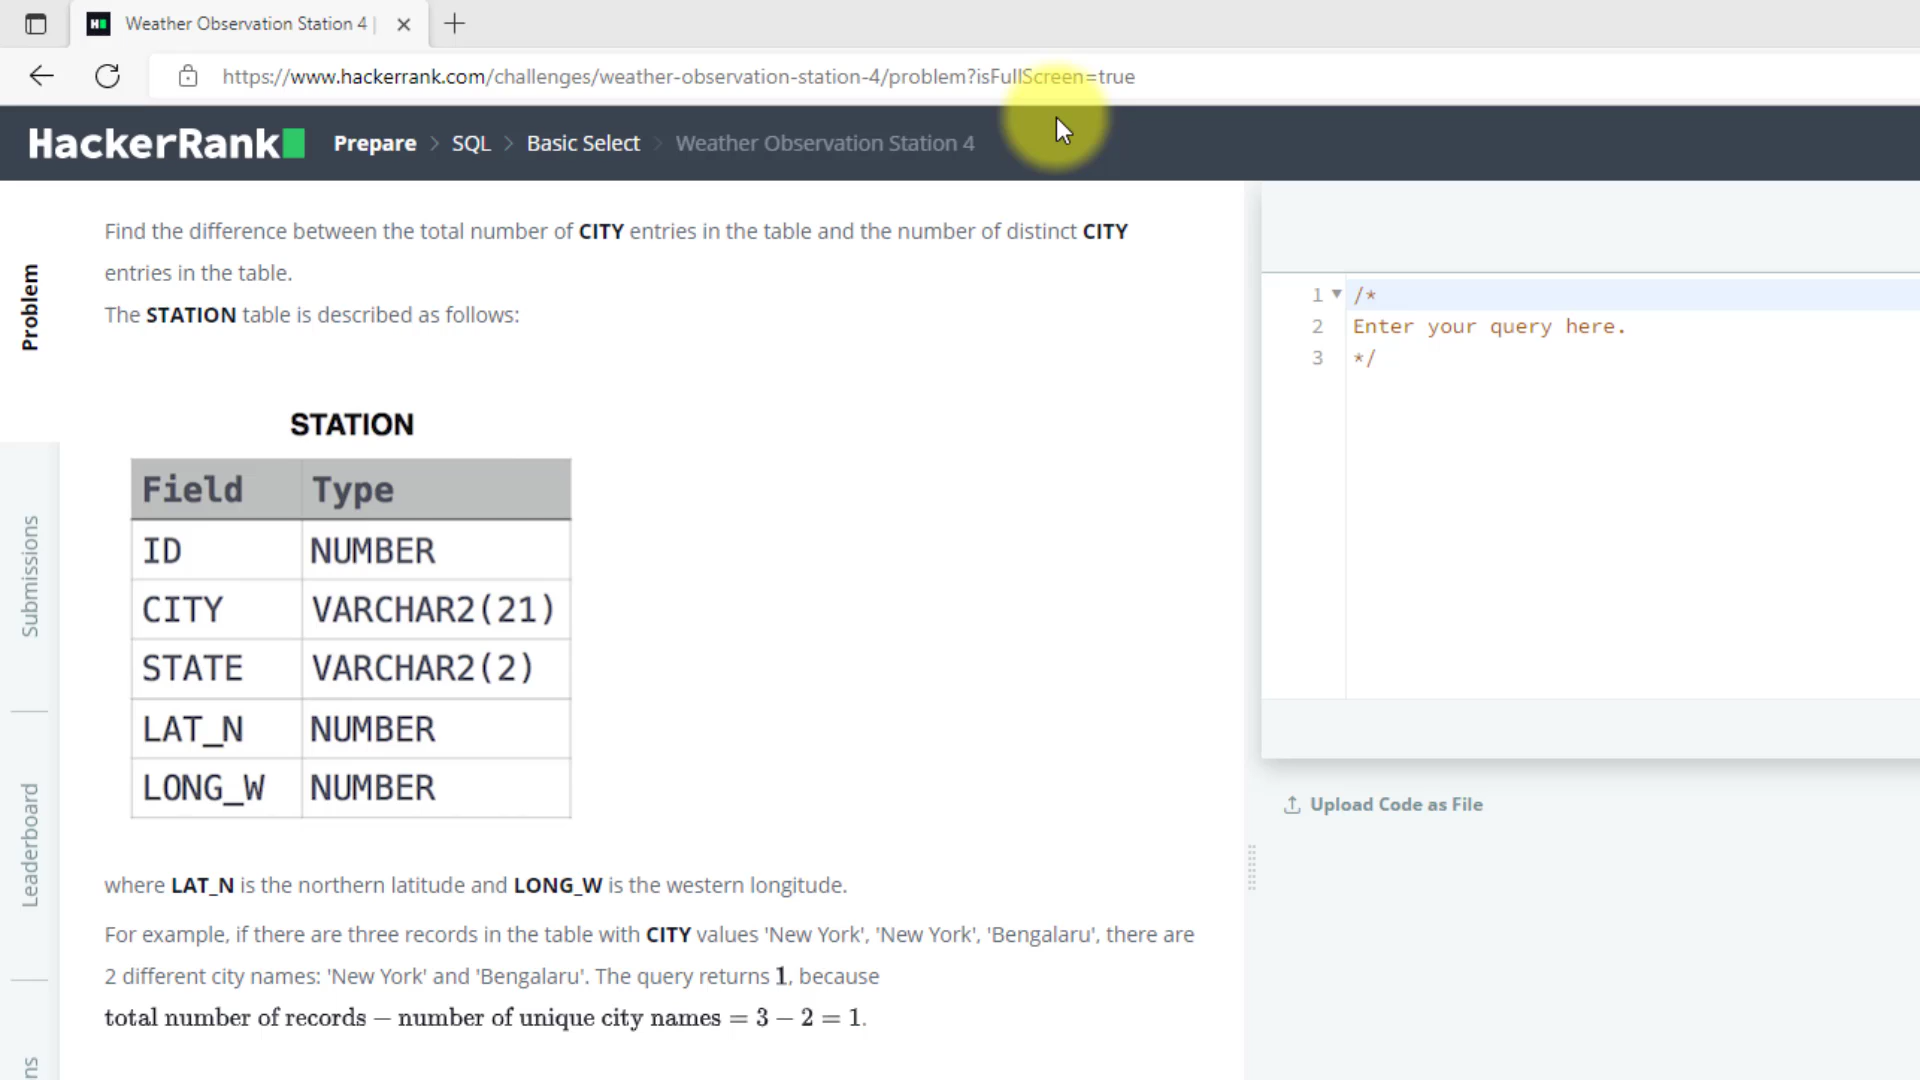 Weather Observation Station 4 |
https://www.hackerrank.com/challenges/weather-observation-station-4/problem?isFullScreen=true
HackerRank Prepare > SQL > Basic Select > Weather Observation Station 4
Problem
Submissions
Leaderboard
ns
Find the difference between the total number of CITY entries in the table and the number of distinct CITY
entries in the table.
The STATION table is described as follows:
STATION
Field Type
ID NUMBER
CITY VARCHAR2(21)
STATE VARCHAR2(2)
LAT_N NUMBER
LONG_W NUMBER
where LAT_N is the northern latitude and LONG_W is the western longitude.
For example, if there are three records in the table with CITY values 'New York', 'New York', 'Bengalaru', there are
2 different city names: 'New York' and 'Bengalaru'. The query returns 1, because
total number of records − number of unique city names = 3 − 2 = 1.
1 /*
2 Enter your query here.
3 */
Upload Code as File